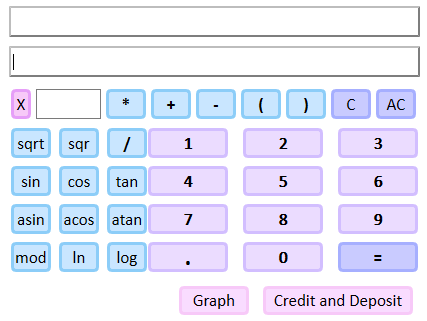 X * + - ( ) C AC
sqrt sqr / 1 2 3
sin cos tan 4 5 6
asin acos atan 7 8 9
mod ln log . 0 =
Graph Credit and Deposit